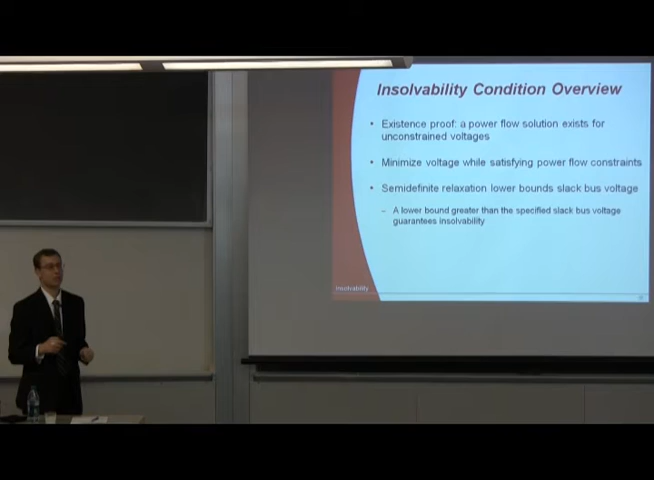 Insolvability Condition Overview
• Existence proof: a power flow solution exists for
unconstrained voltages
• Minimize voltage while satisfying power flow constraints
• Semidefinite relaxation lower bounds slack bus voltage
– A lower bound greater than the specified slack bus voltage
guarantees insolvability
Insolvability